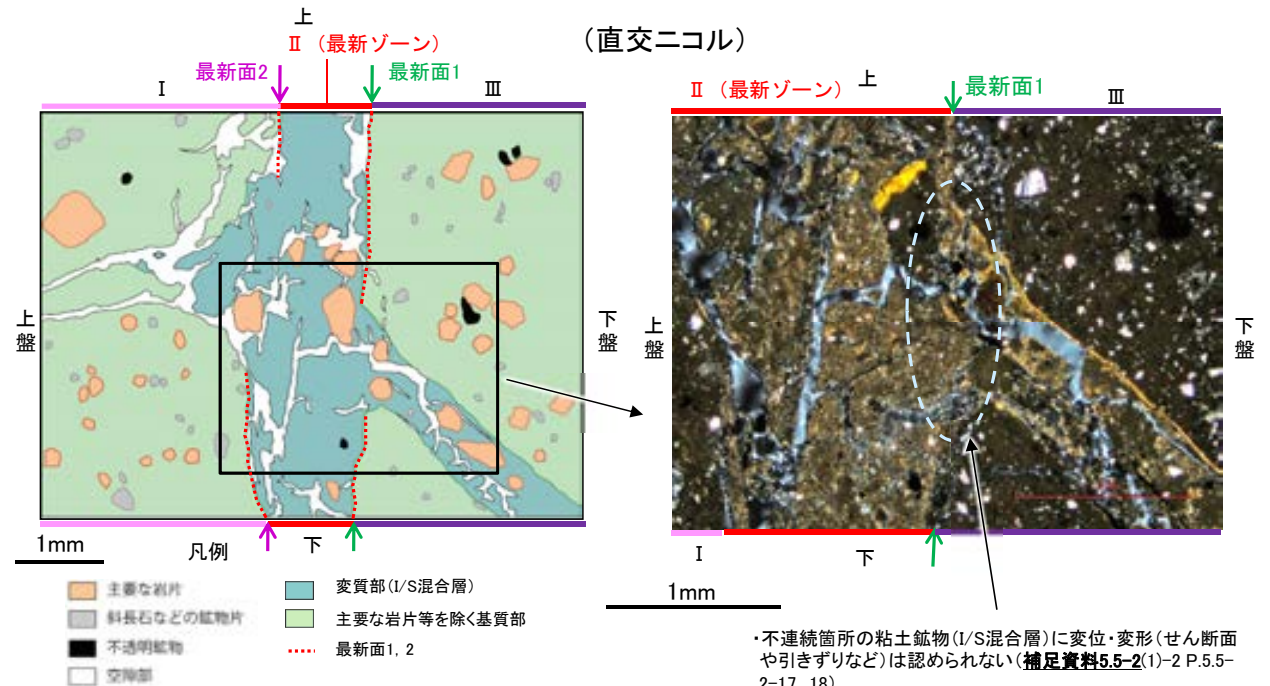 (直交ニコル)
上
Ⅱ (最新ゾーン)
最新面2
最新面1
Ⅰ
Ⅲ
上盤
下盤
1mm
凡例
下
主要な岩片
斜長石などの鉱物片
不透明鉱物
空隙部
変質部(I/S混合層)
主要な岩片等を除く基質部
最新面1, 2
Ⅱ (最新ゾーン)
上
最新面1
Ⅲ
上盤
下盤
Ⅰ
下
1mm
・不連続箇所の粘土鉱物(I/S混合層)に変位・変形(せん断面
や引きずりなど)は認められない(補足資料5.5-2(1)-2 P.5.5-
2-17, 18)